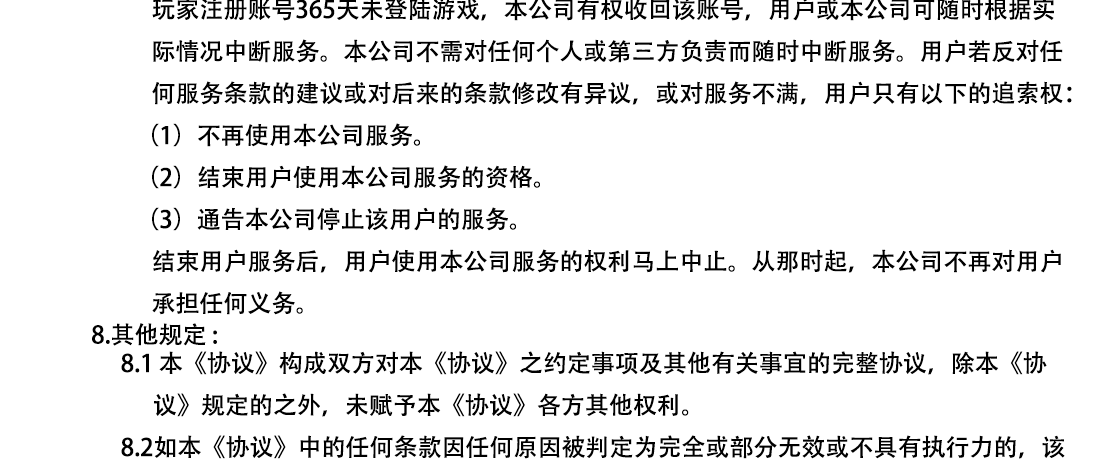 玩家注册账号365天未登陆游戏，本公司有权收回该账号，用户或本公司可随时根据实
际情况中断服务。本公司不需对任何个人或第三方负责而随时中断服务。用户若反对任
何服务条款的建议或对后来的条款修改有异议，或对服务不满，用户只有以下的追索权：
（1）不再使用本公司服务。
（2）结束用户使用本公司服务的资格。
（3）通告本公司停止该用户的服务。
结束用户服务后，用户使用本公司服务的权利马上中止。从那时起，本公司不再对用户
承担任何义务。
8.其他规定：
8.1 本《协议》构成双方对本《协议》之约定事项及其他有关事宜的完整协议，除本《协
议》规定的之外，未赋予本《协议》各方其他权利。
8.2如本《协议》中的任何条款因任何原因被判定为完全或部分无效或不具有执行力的，该